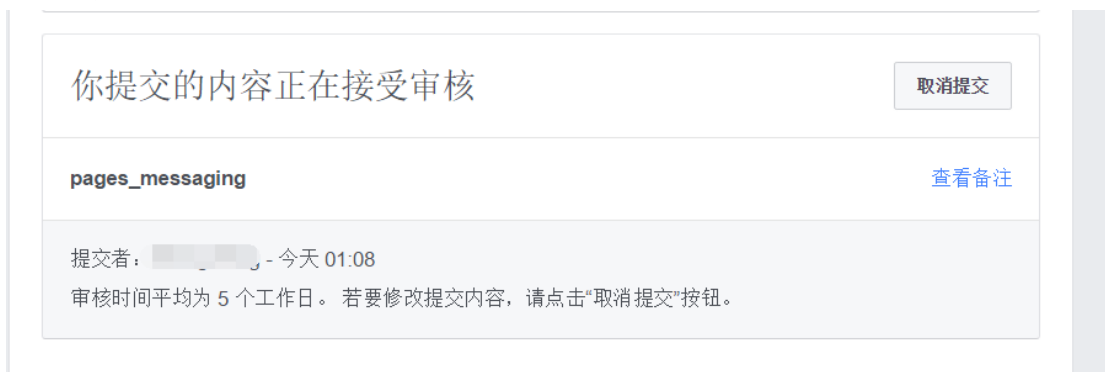 你提交的内容正在接受审核
取消提交
pages_messaging
查看备注
提交者： - 今天 01:08
审核时间平均为 5 个工作日。 若要修改提交内容，请点击“取消提交”按钮。